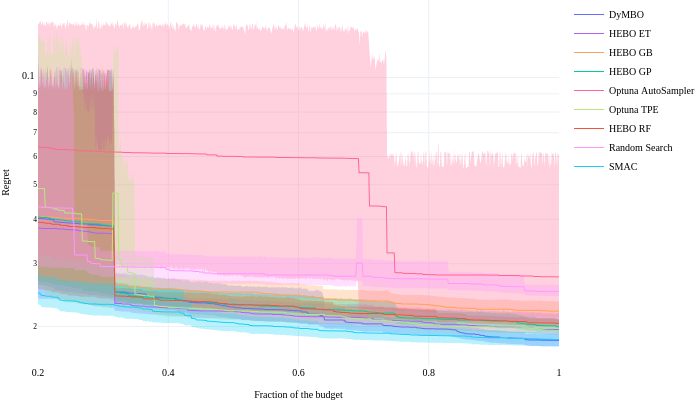 DyMBO
HEBO ET
HEBO GB
HEBO GP
Optuna AutoSampler
Optuna TPE
HEBO RF
Random Search
SMAC
0.1
9
8
7
6
5
4
3
2
Regret
0.2
0.4
0.6
0.8
1
Fraction of the budget